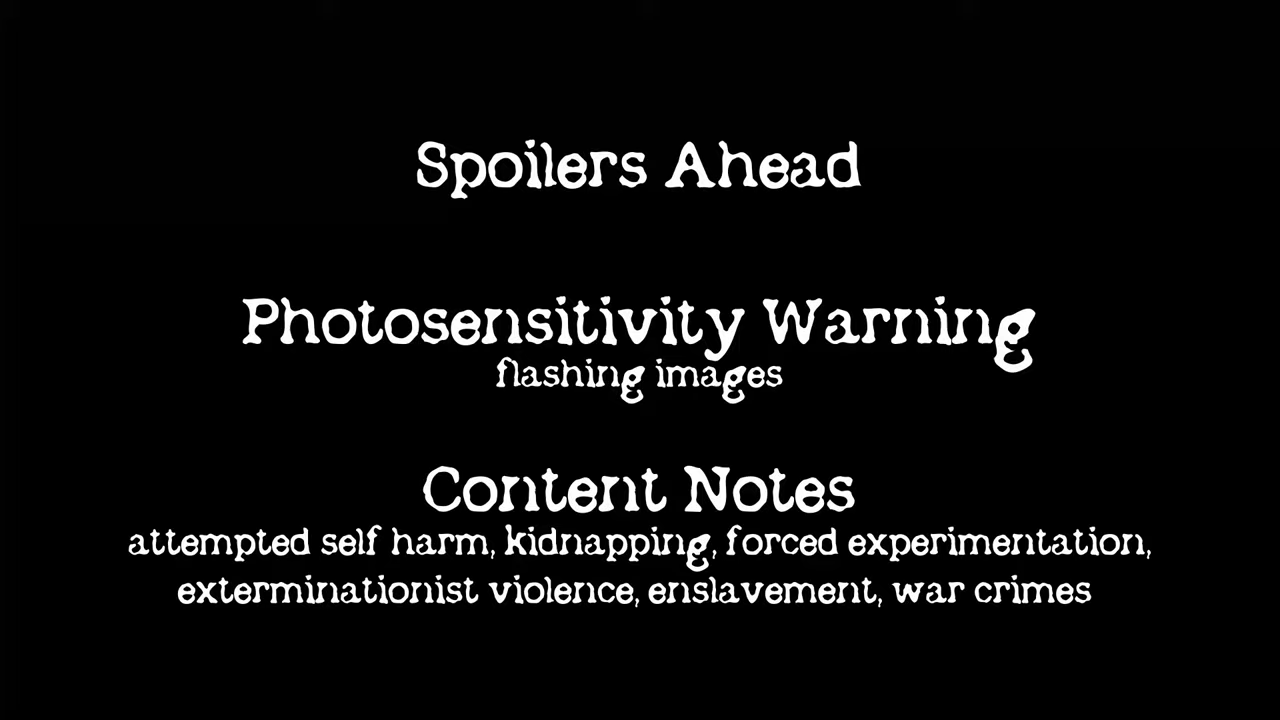 Spoilers Ahead
Photosensitivity Warning
flashing images
Content Notes
attempted self harm, kidnapping, forced experimentation,
exterminationist violence, enslavement, war crimes